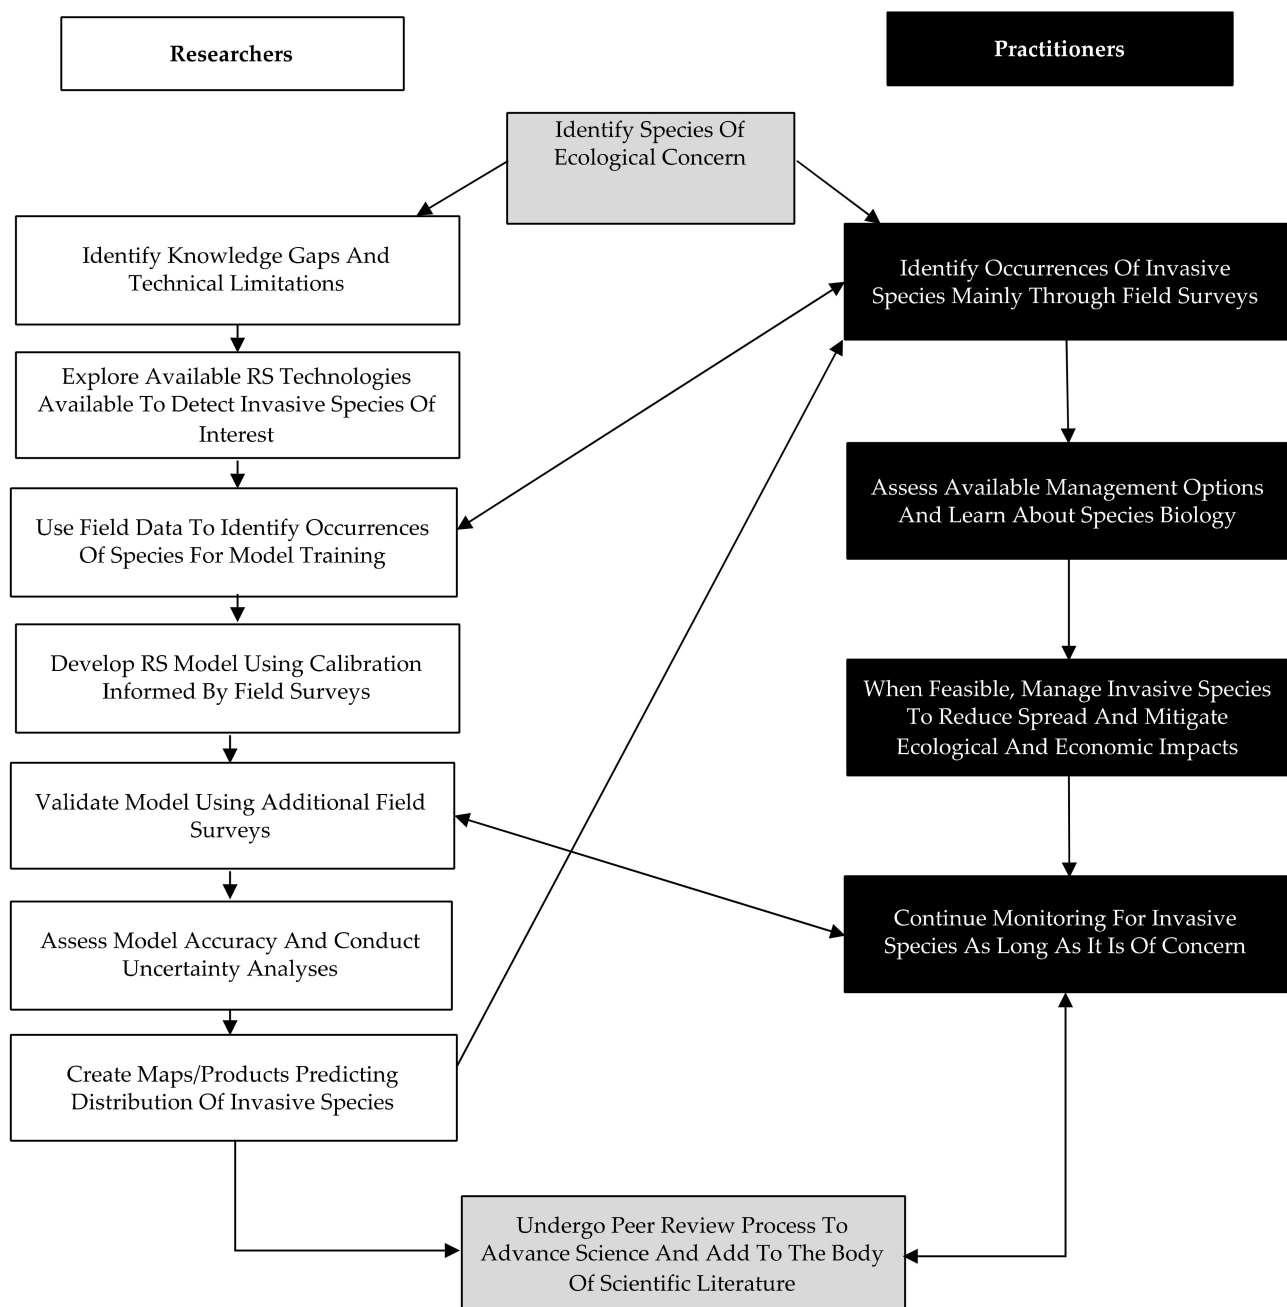 Researchers
Practitioners
Identify Species Of
Ecological Concern
Identify Knowledge Gaps And
Technical Limitations
Identify Occurrences Of Invasive
Species Mainly Through Field Surveys
Explore Available RS Technologies
Available To Detect Invasive Species Of
Interest
Assess Available Management Options
And Learn About Species Biology
Use Field Data To Identify Occurrences
Of Species For Model Training
Develop RS Model Using Calibration
Informed By Field Surveys
When Feasible, Manage Invasive Species
To Reduce Spread And Mitigate
Ecological And Economic Impacts
Validate Model Using Additional Field
Surveys
Continue Monitoring For Invasive
Species As Long As It Is Of Concern
Assess Model Accuracy And Conduct
Uncertainty Analyses
Create Maps/Products Predicting
Distribution Of Invasive Species
Undergo Peer Review Process To
Advance Science And Add To The Body
Of Scientific Literature